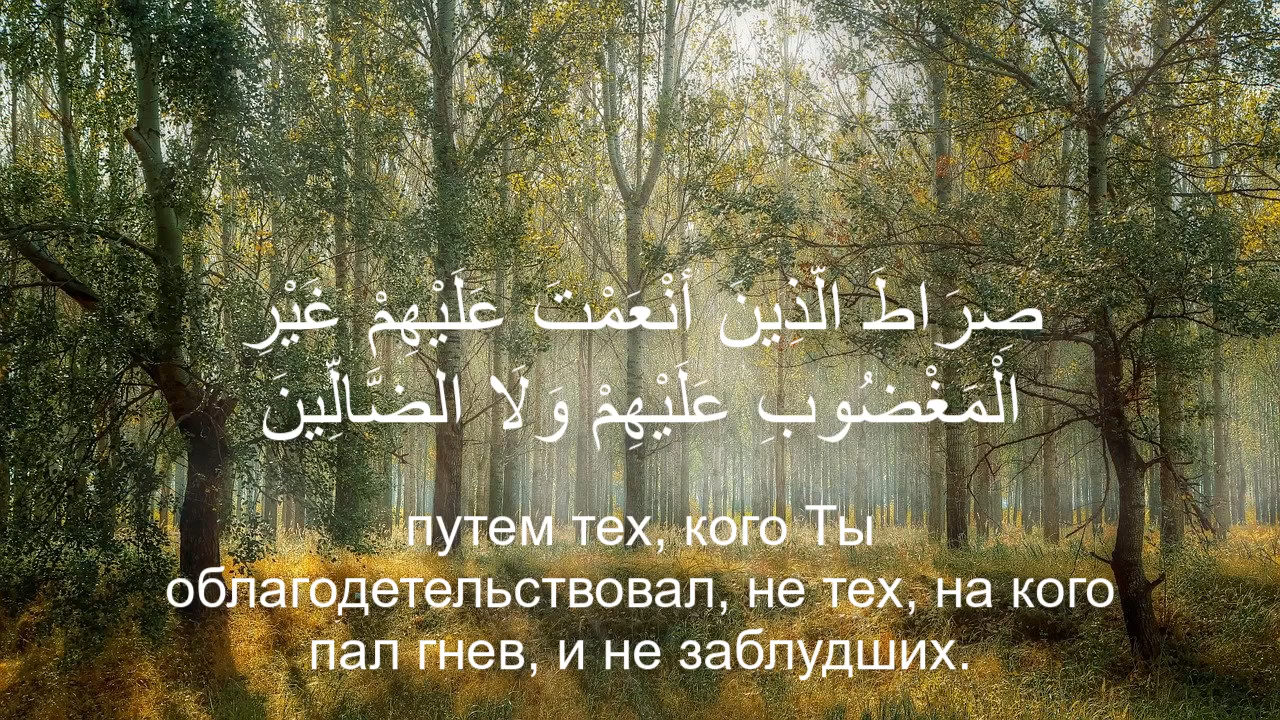 صِرَاطَ الَّذِينَ أَنْعَمْتَ عَلَيْهِمْ غَيْرِ
الْمَغْضُوبِ عَلَيْهِمْ وَلَا الضَّالِّينَ
путем тех, кого Ты
облагодетельствовал, не тех, на кого
пал гнев, и не заблудших.